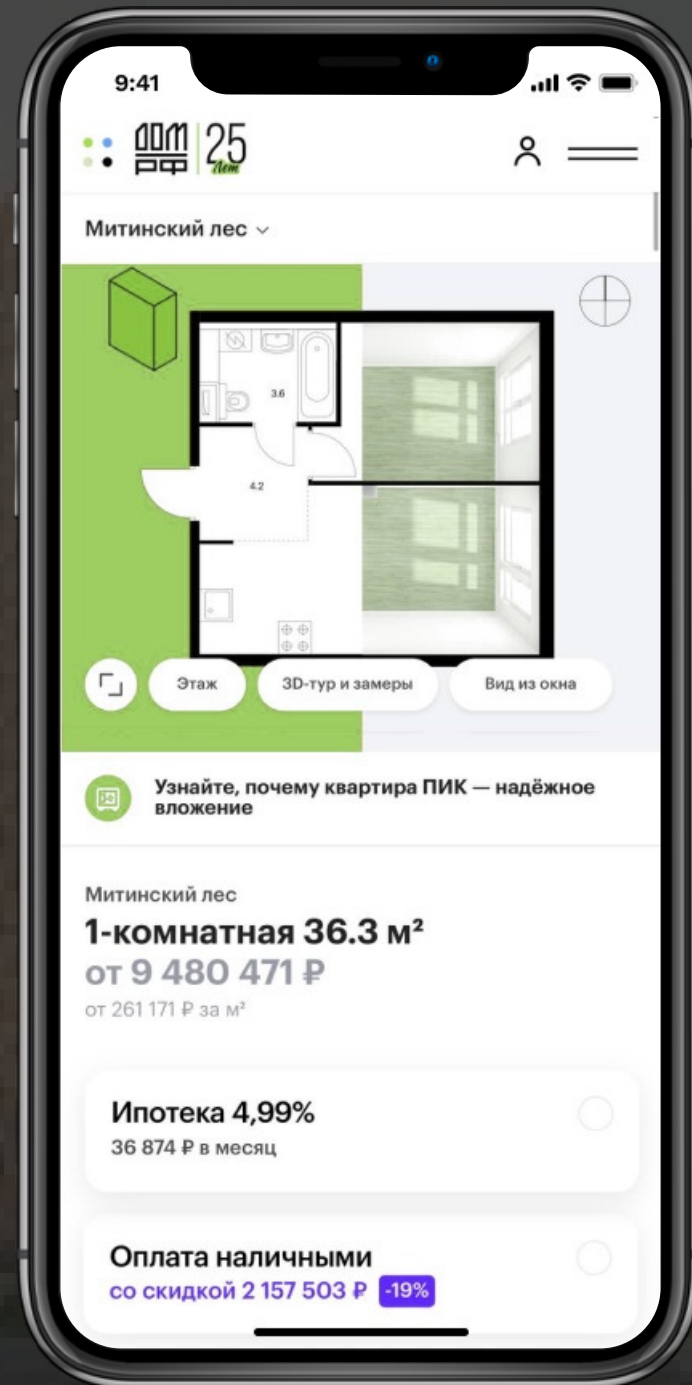 9:41
ДОМ РФ 25 лет
Митинский лес
3.6
4.2
Этаж
3D-тур и замеры
Вид из окна
Узнайте, почему квартира ПИК — надёжное
вложение
Митинский лес
1-комнатная 36.3 м²
от 9 480 471 ₽
от 261 171 ₽ за м²
Ипотека 4,99%
36 874 ₽ в месяц
Оплата наличными
со скидкой 2 157 503 ₽ -19%